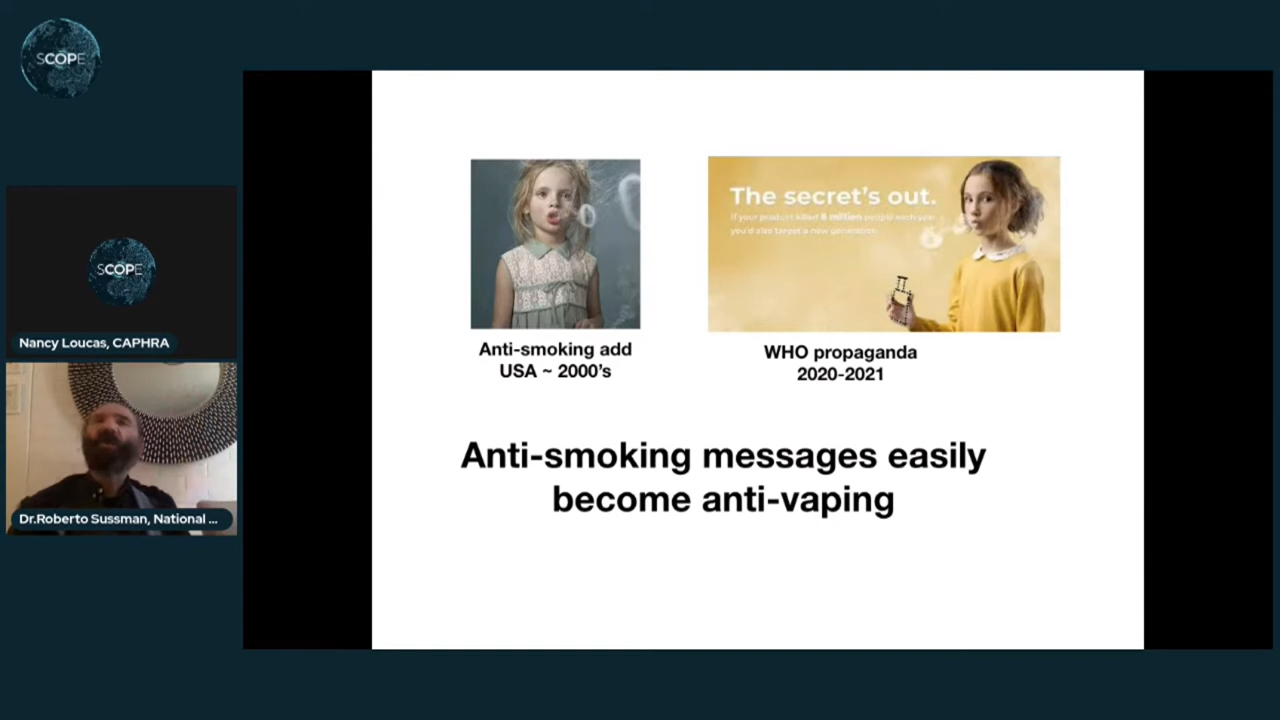 SCOPE
SCOPE
Nancy Loucas, CAPHRA
Dr.Roberto Sussman, National ...
The secret's out.
If your product killed 8 million people each year
you'd also target a new generation.
Anti-smoking add
USA ~ 2000's
WHO propaganda
2020-2021
Anti-smoking messages easily
become anti-vaping